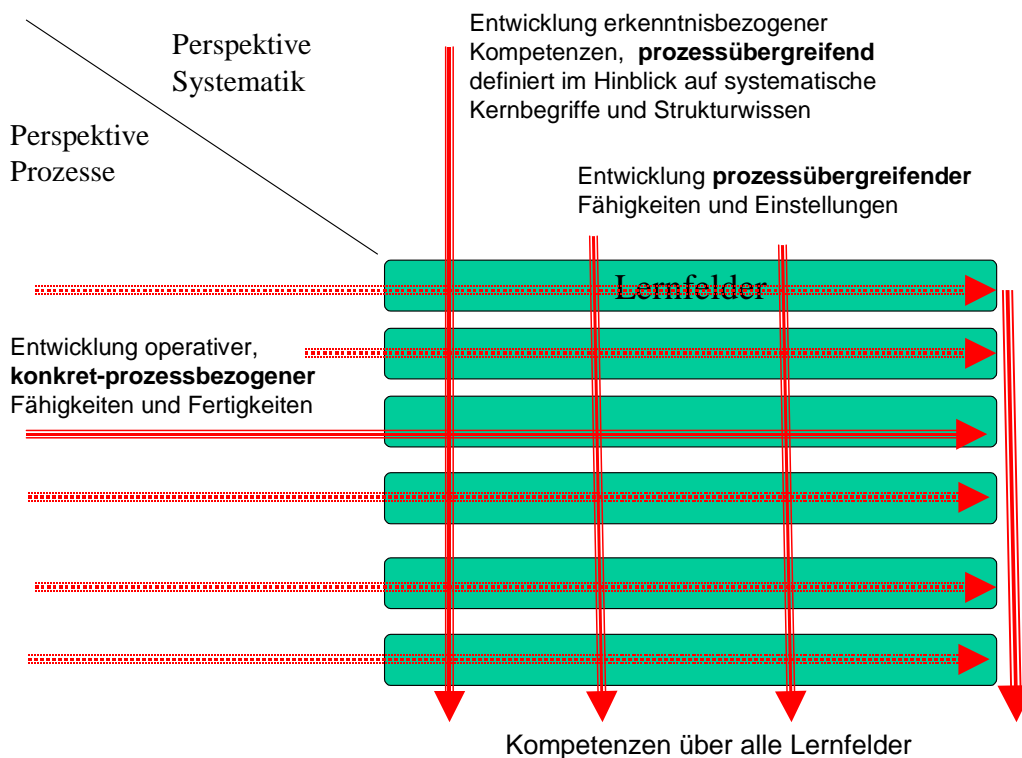 Perspektive
Systematik
Perspektive
Prozesse
Entwicklung erkenntnisbezogener
Kompetenzen, prozessübergreifend
definiert im Hinblick auf systematische
Kernbegriffe und Strukturwissen
Entwicklung prozessübergreifender
Fähigkeiten und Einstellungen
Lernfelder
Entwicklung operativer,
konkret-prozessbezogener
Fähigkeiten und Fertigkeiten
Kompetenzen über alle Lernfelder